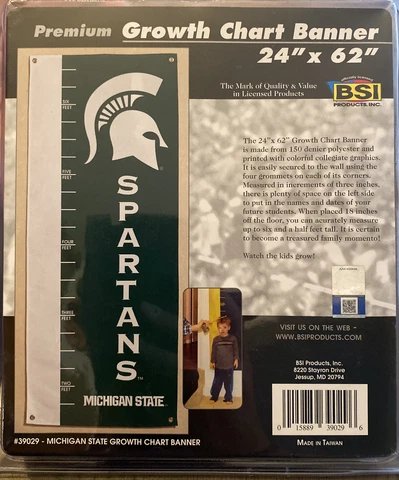 Premium Growth Chart Banner
24" x 62"
The Mark of Quality & Value
in Licensed Products
officially licensed
BSI
PRODUCTS, INC.
SIX
FEET
FIVE
FEET
FOUR
FEET
THREE
FEET
TWO
FEET
SPARTANS
MICHIGAN STATE
The 24"x 62" Growth Chart Banner
is made from 150 denier polyester and
printed with colorful collegiate graphics.
It is easily secured to the wall using the
four grommets on each of its corners.
Measured in increments of three inches,
there is plenty of space on the left side
to put in the names and dates of your
future students. When placed 18 inches
off the floor, you can acurately measure
up to six and a half feet tall. It is certain
to become a treasured family momento!
Watch the kids grow!
VISIT US ON THE WEB -
WWW.BSIPRODUCTS.COM
BSI Products, Inc.
8220 Stayron Drive
Jessup, MD 20794
0 15889 39029 6
MADE IN TAIWAN
#39029 - MICHIGAN STATE GROWTH CHART BANNER